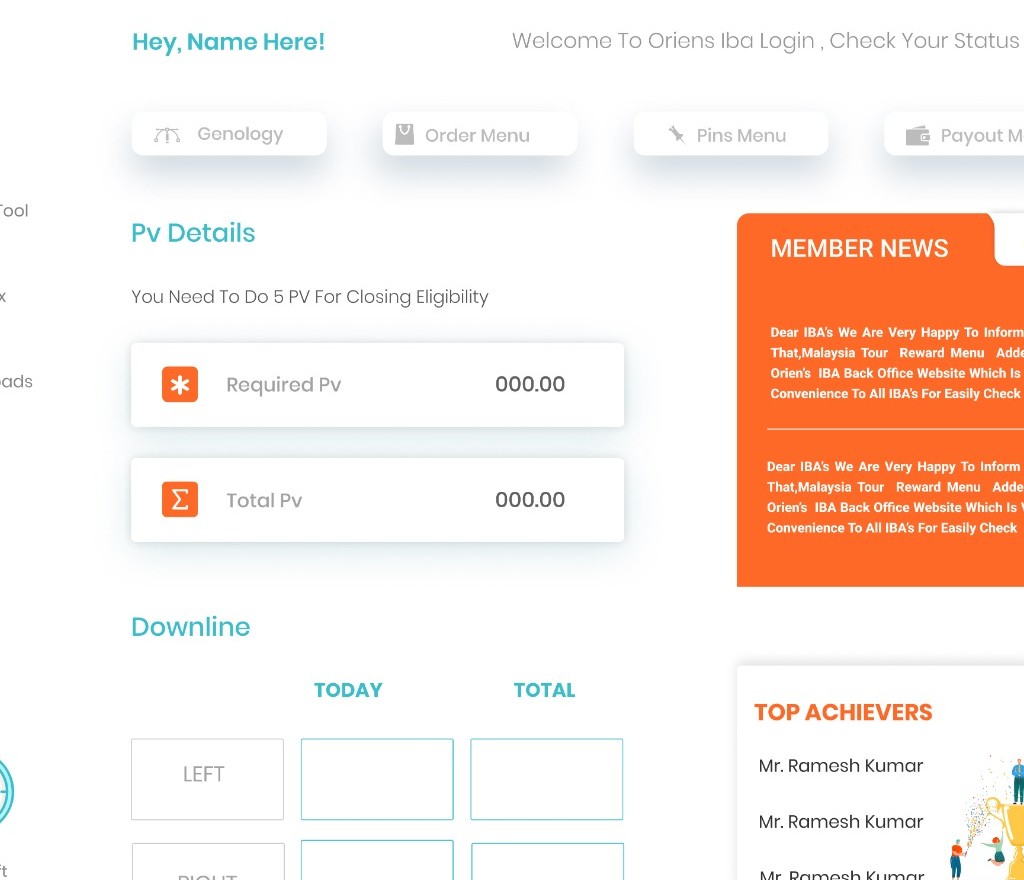 Hey, Name Here!
Welcome To Oriens Iba Login , Check Your Status
Genology
Order Menu
Pins Menu
Payout M
Tool
x
oads
ft
Pv Details
You Need To Do 5 PV For Closing Eligibility
Required Pv 000.00
Σ Total Pv 000.00
Downline
TODAY TOTAL
LEFT
RIGHT
MEMBER NEWS
Dear IBA's We Are Very Happy To Inform
That,Malaysia Tour Reward Menu Adde
Orien's IBA Back Office Website Which Is
Convenience To All IBA's For Easily Check
Dear IBA's We Are Very Happy To Inform
That,Malaysia Tour Reward Menu Adde
Orien's IBA Back Office Website Which Is
Convenience To All IBA's For Easily Check
TOP ACHIEVERS
Mr. Ramesh Kumar
Mr. Ramesh Kumar
Mr. Ramesh Kumar